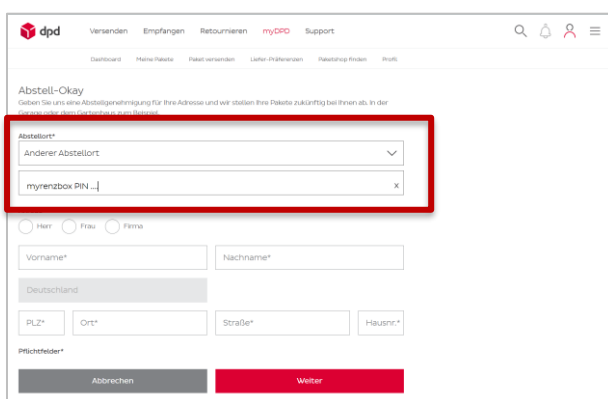 dpd Versenden Empfangen Retournieren myDPD Support
Dashboard Meine Pakete Paket versenden Liefer-Präferenzen Paketshop finden Profil
Abstell-Okay
Geben Sie uns eine Abstellgenehmigung für Ihre Adresse und wir stellen Ihre Pakete zukünftig bei Ihnen ab. In der
Garage oder dem Gartenhaus zum Beispiel.
Abstellort*
Anderer Abstellort
myrenzbox PIN ... x
Herr Frau Firma
Vorname* Nachname*
Deutschland
PLZ* Ort* Straße* Hausnr.*
Pflichtfelder*
Abbrechen Weiter